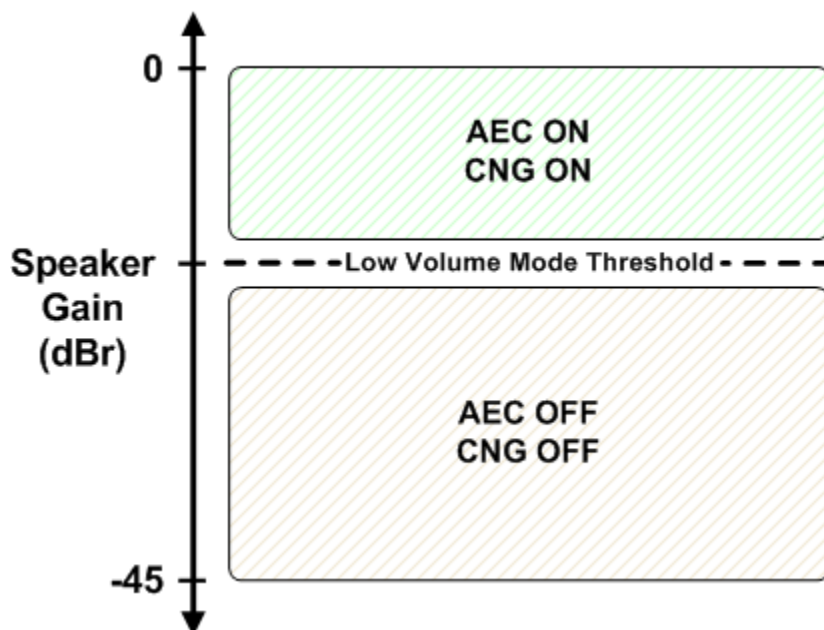 0
AEC ON
CNG ON
Speaker
Gain
(dBr)
Low Volume Mode Threshold
AEC OFF
CNG OFF
-45